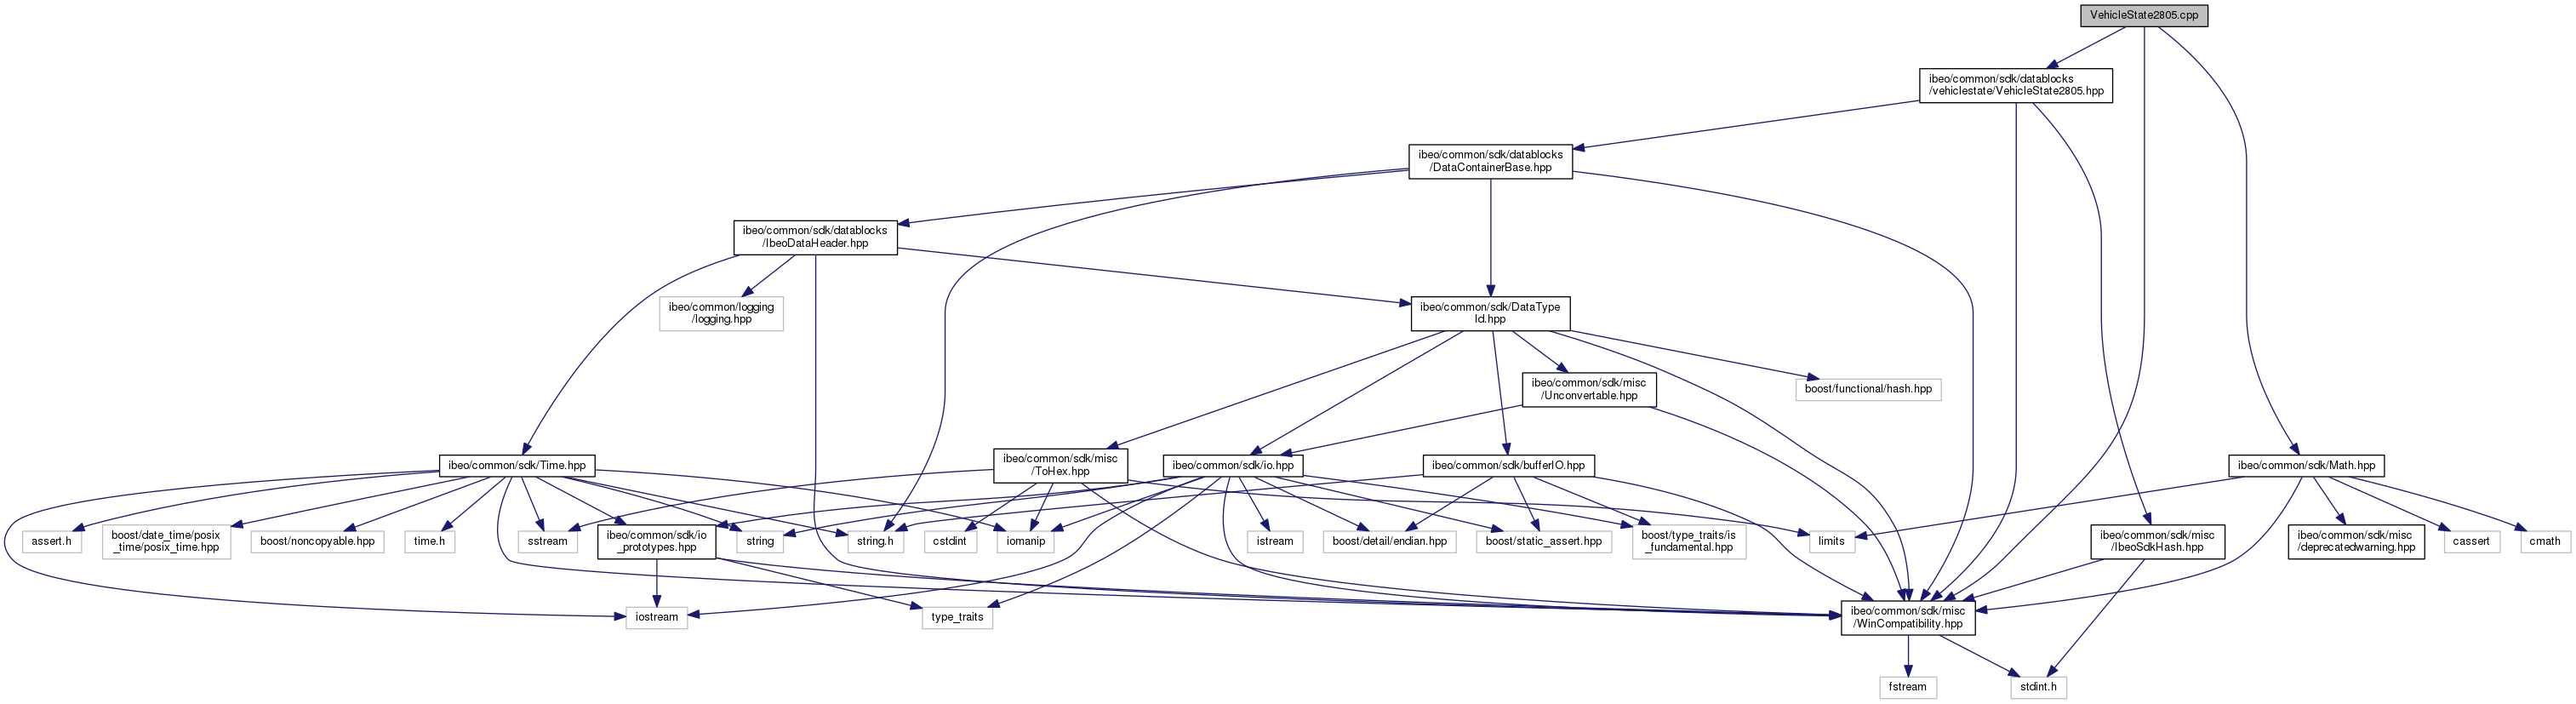 VehicleState2805.cpp
ibeo/common/sdk/datablocks
/vehiclestate/VehicleState2805.hpp
ibeo/common/sdk/datablocks
/DataContainerBase.hpp
ibeo/common/sdk/datablocks
/IbeoDataHeader.hpp
ibeo/common/logging
/logging.hpp
ibeo/common/sdk/DataType
Id.hpp
ibeo/common/sdk/misc
/Unconvertable.hpp
boost/functional/hash.hpp
ibeo/common/sdk/Time.hpp
ibeo/common/sdk/misc
/ToHex.hpp
ibeo/common/sdk/io.hpp
ibeo/common/sdk/bufferIO.hpp
ibeo/common/sdk/Math.hpp
assert.h
boost/date_time/posix
_time/posix_time.hpp
boost/noncopyable.hpp
time.h
sstream
ibeo/common/sdk/io
_prototypes.hpp
string
string.h
cstdint
iomanip
istream
boost/detail/endian.hpp
boost/static_assert.hpp
boost/type_traits/is
_fundamental.hpp
limits
ibeo/common/sdk/misc
/IbeoSdkHash.hpp
ibeo/common/sdk/misc
/deprecatedwarning.hpp
cassert
cmath
iostream
type_traits
ibeo/common/sdk/misc
/WinCompatibility.hpp
fstream
stdint.h